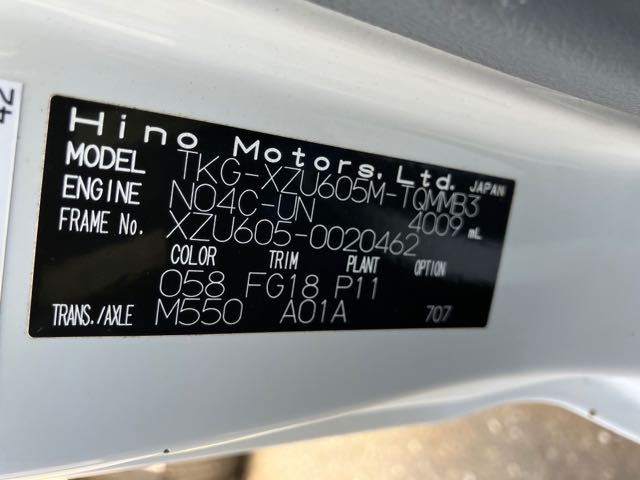 42
Hino Motors, Ltd. JAPAN
MODEL TKG-XZU605M-TQMMB3
ENGINE N04C-UN 4009 mL
FRAME No. XZU605-0020462
COLOR TRIM PLANT OPTION
058 FG18 P11
TRANS./AXLE M550 A01A 707